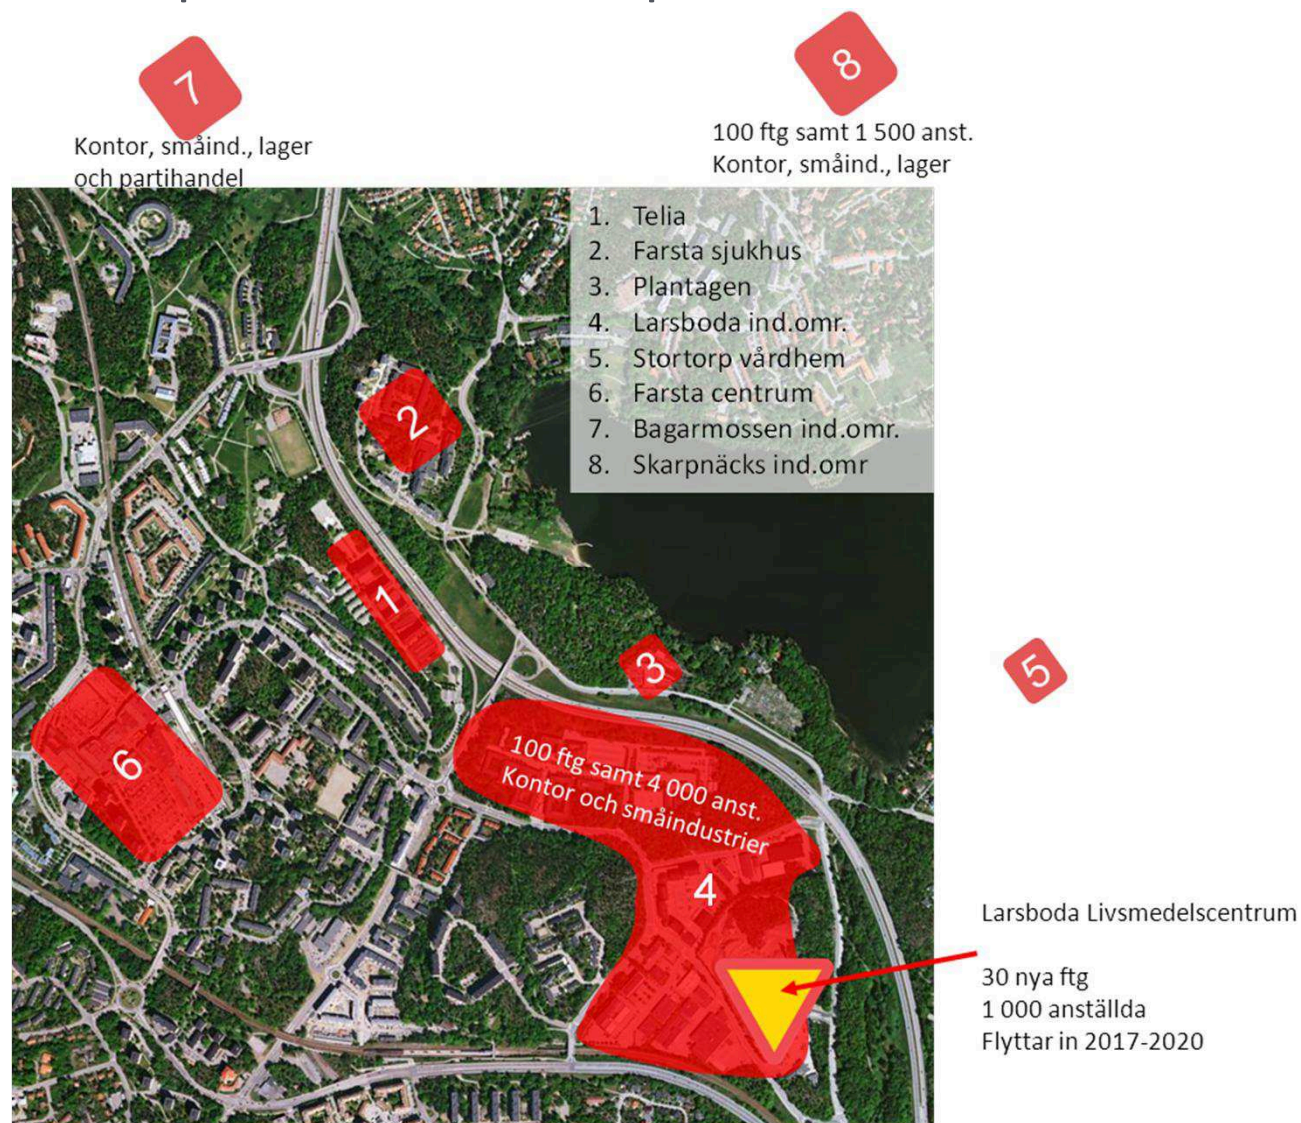 7
8
Kontor, småind., lager
och partihandel
100 ftg samt 1 500 anst.
Kontor, småind., lager
1. Telia
2. Farsta sjukhus
3. Plantagen
4. Larsboda ind.omr.
5. Stortorp vårdhem
6. Farsta centrum
7. Bagarmossen ind.omr.
8. Skarpnäcks ind.omr
2
1
3
5
6
100 ftg samt 4 000 anst.
Kontor och småindustrier
4
Larsboda Livsmedelscentrum
30 nya ftg
1 000 anställda
Flyttar in 2017-2020